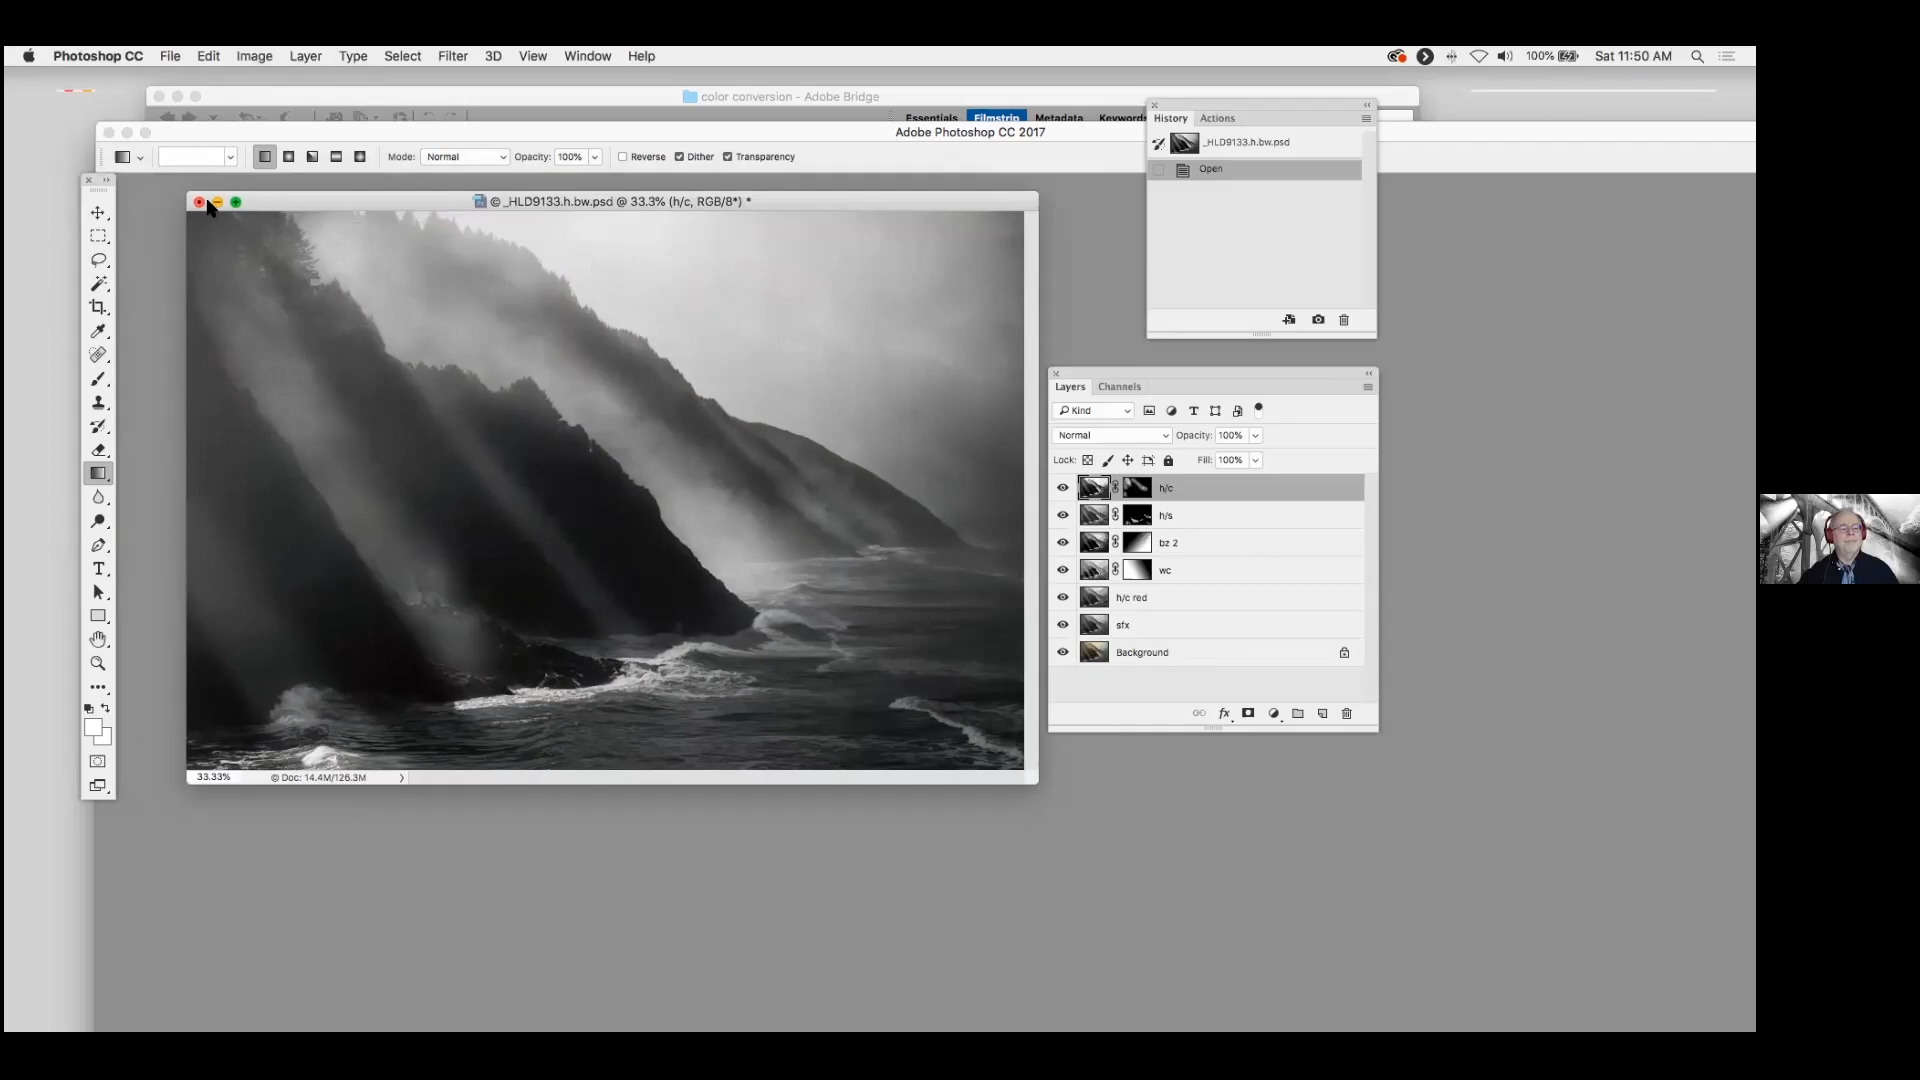 Photoshop CC File Edit Image Layer Type Select Filter 3D View Window Help 100% Sat 11:50 AM
color conversion - Adobe Bridge
Essentials Filmstrip Metadata Keywords
Adobe Photoshop CC 2017
Mode: Normal Opacity: 100% Reverse Dither Transparency
History Actions
_HLD9133.h.bw.psd
Open
© _HLD9133.h.bw.psd @ 33.3% (h/c, RGB/8*) *
Layers Channels
Kind
Normal Opacity: 100%
Lock: Fill: 100%
h/c
h/s
bz 2
wc
h/c red
sfx
Background
fx
33.33% © Doc: 14.4M/126.3M